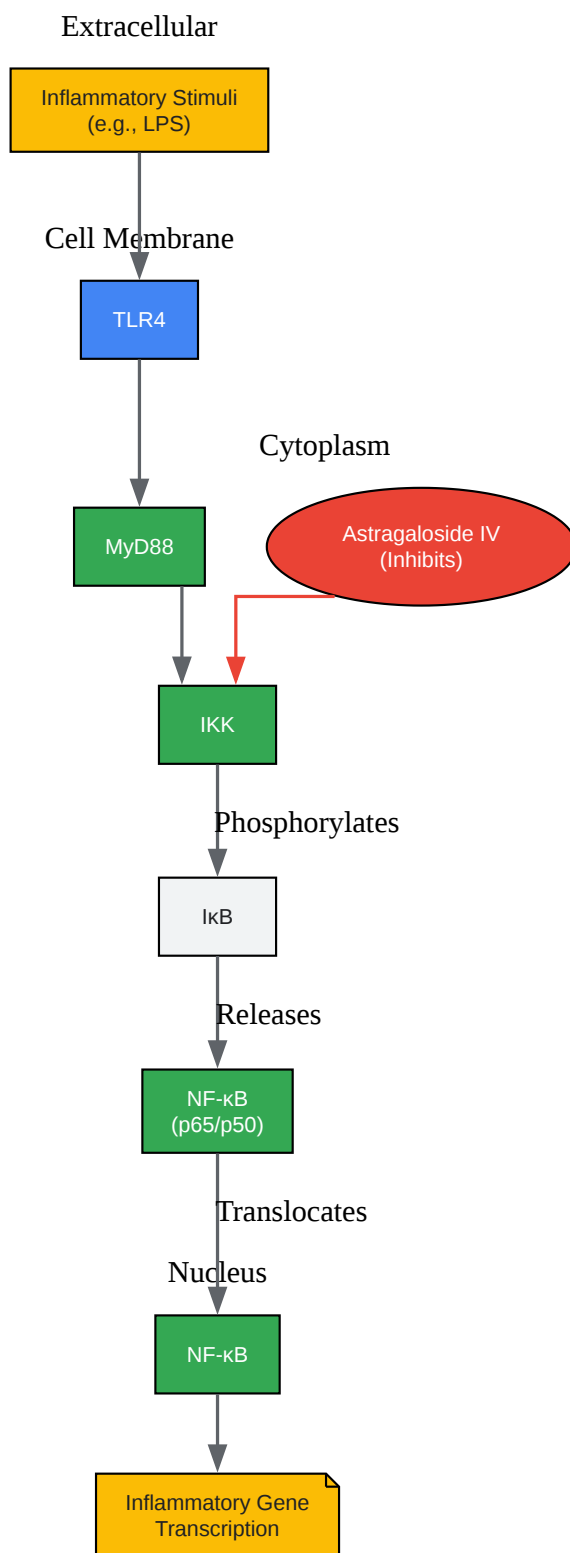 Extracellular
Inflammatory Stimuli
(e.g., LPS)
Cell Membrane
TLR4
Cytoplasm
MyD88
Astragaloside IV
(Inhibits)
IKK
Phosphorylates
IκB
Releases
NF-κB
(p65/p50)
Translocates
Nucleus
NF-κB
Inflammatory Gene
Transcription